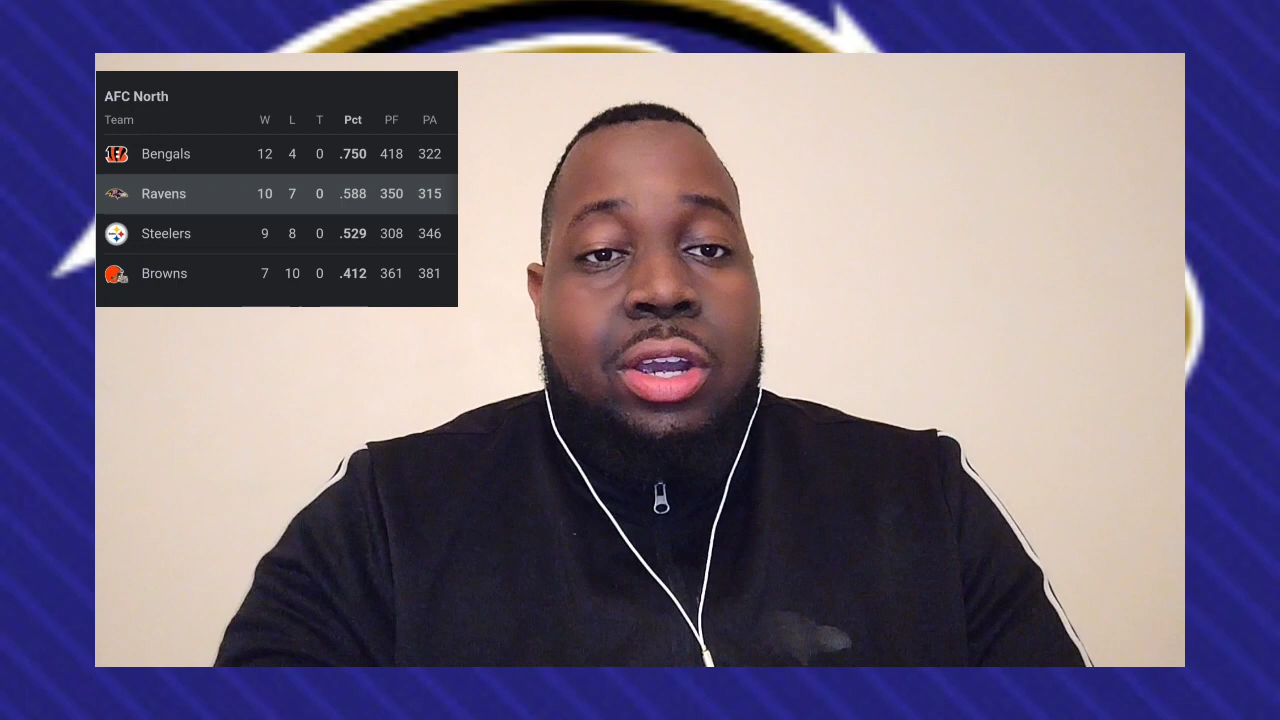 AFC North
Team W L T Pct PF PA
Bengals 12 4 0 .750 418 322
Ravens 10 7 0 .588 350 315
Steelers 9 8 0 .529 308 346
Browns 7 10 0 .412 361 381